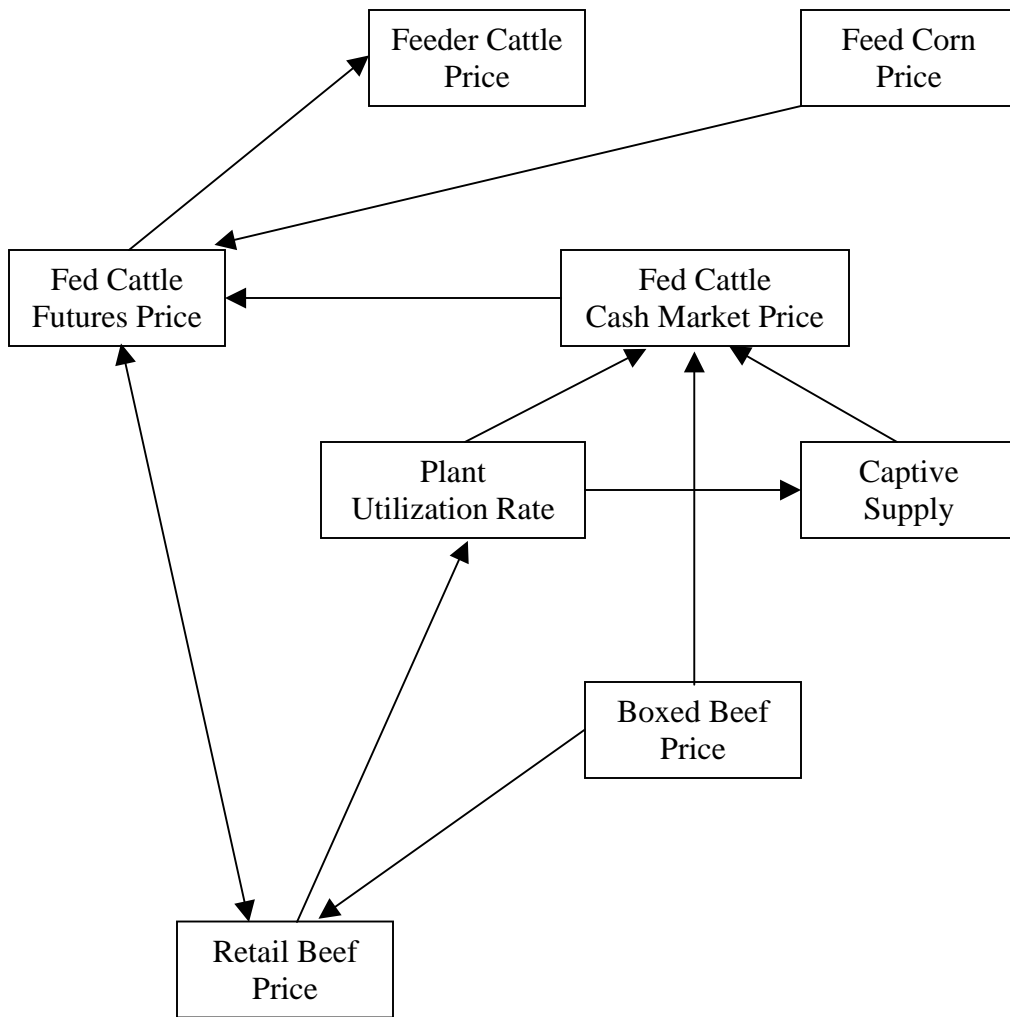 Feeder Cattle
Price
Feed Corn
Price
Fed Cattle
Futures Price
Fed Cattle
Cash Market Price
Plant
Utilization Rate
Captive
Supply
Boxed Beef
Price
Retail Beef
Price